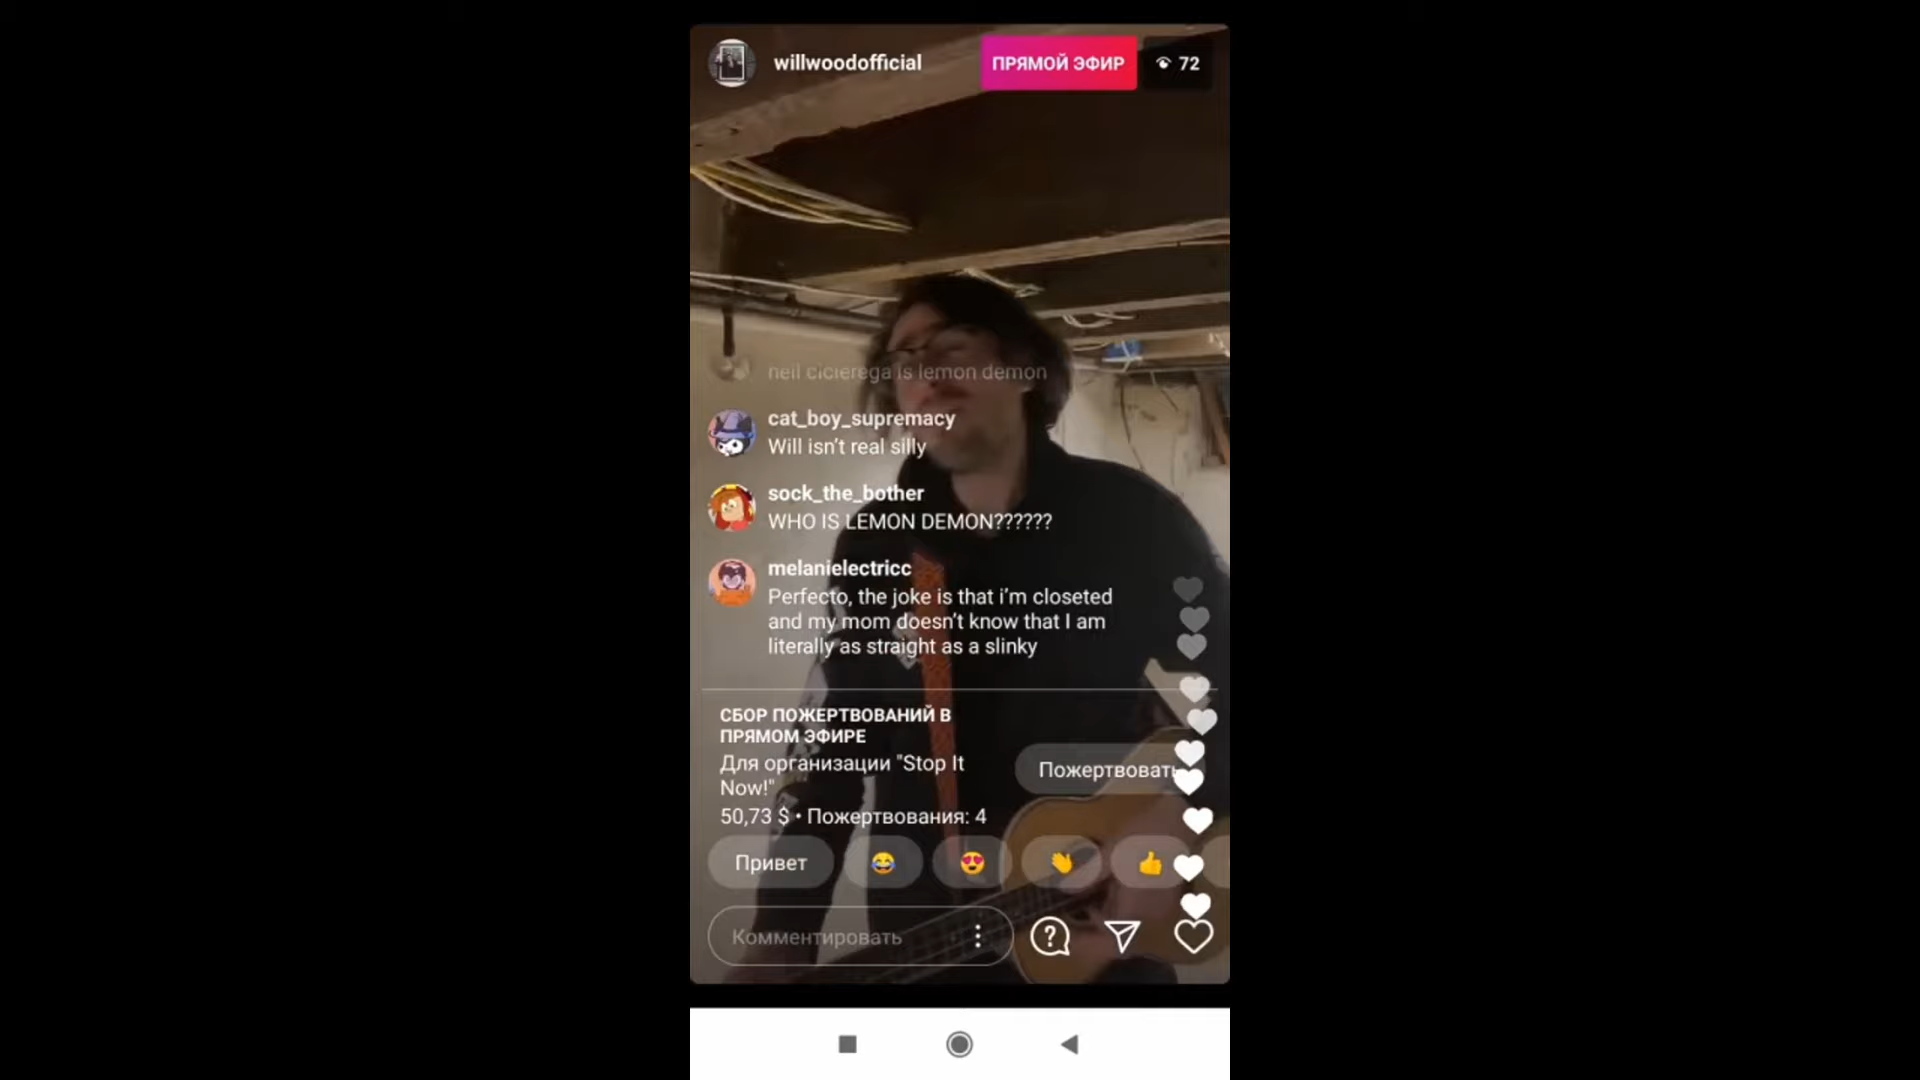 willwoodofficial
ПРЯМОЙ ЭФИР
72
neil cicierega is lemon demon
cat_boy_supremacy
Will isn't real silly
sock_the_bother
WHO IS LEMON DEMON??????
melanielectricc
Perfecto, the joke is that i'm closeted
and my mom doesn't know that I am
literally as straight as a slinky
СБОР ПОЖЕРТВОВАНИЙ В
ПРЯМОМ ЭФИРЕ
Для организации "Stop It
Now!"
50,73 $ • Пожертвования: 4
Пожертвовать
Привет
Комментировать